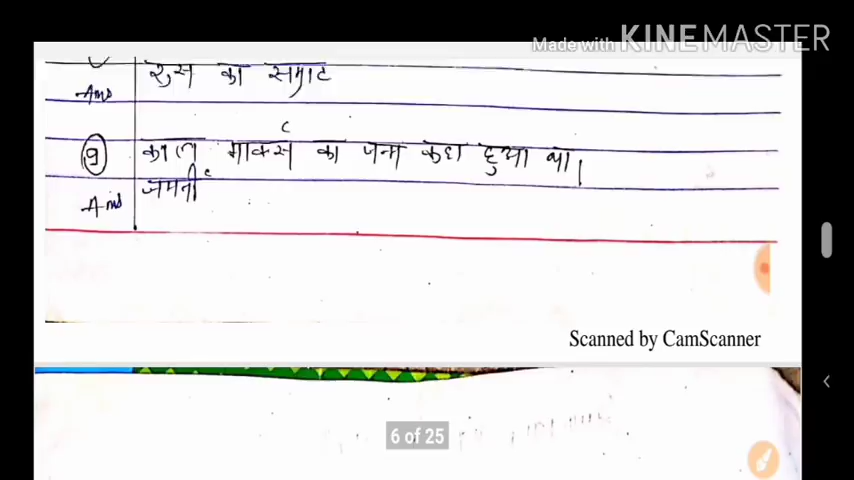 Made with KINEMASTER
रूस का सम्राट
Ans
9 काल मार्क्स का जन्म कहा हुआ था।
Ans जर्मनी
Scanned by CamScanner
6 of 25